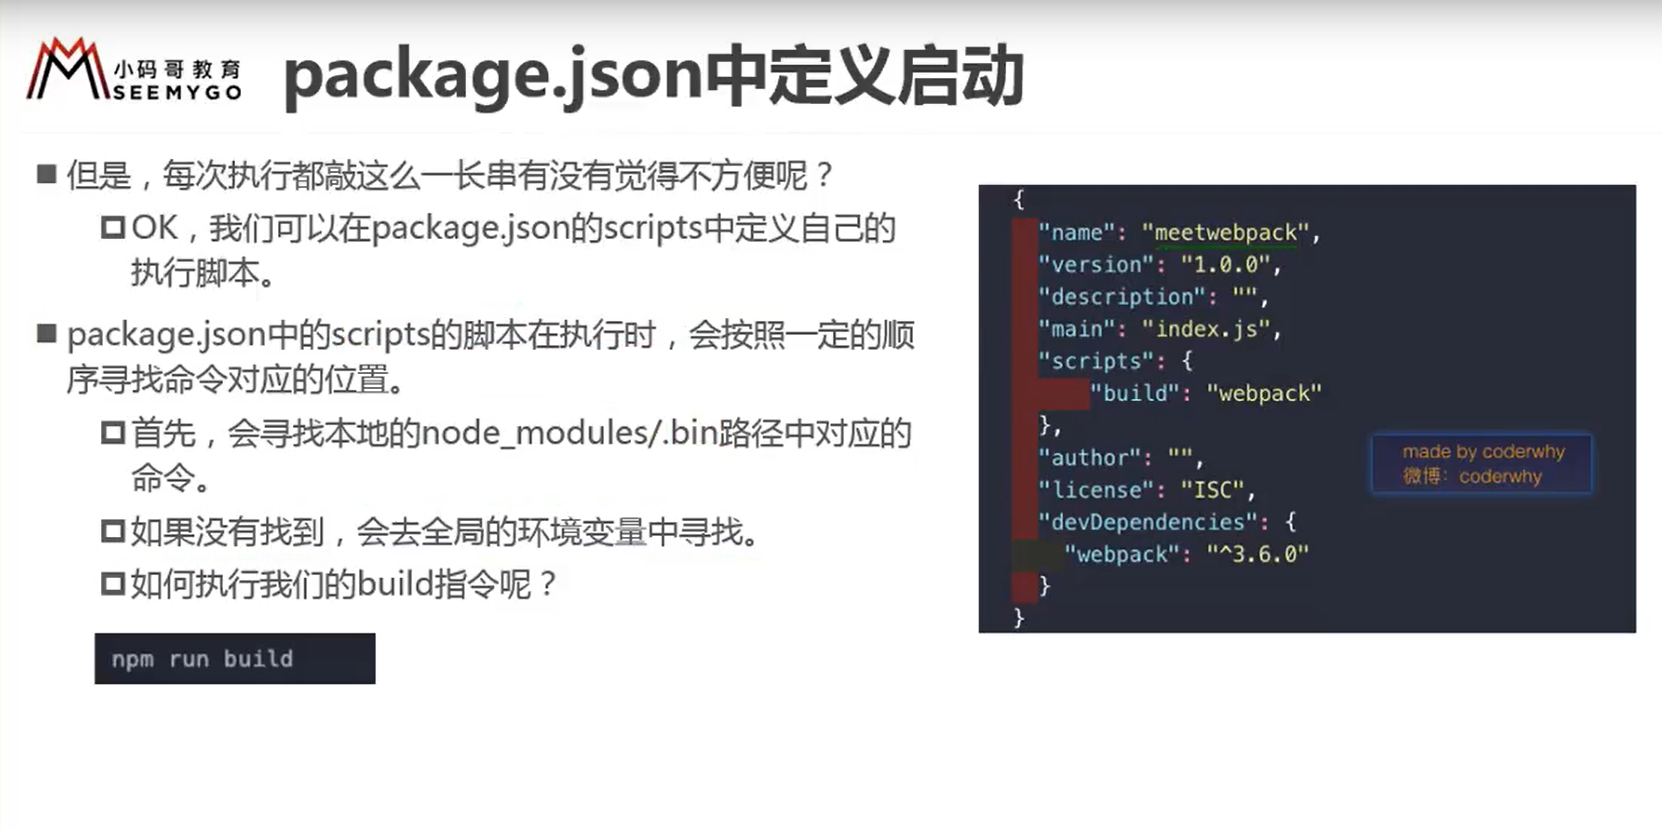 小码哥教育
SEEMYGO
package.json中定义启动
但是，每次执行都敲这么一长串有没有觉得不方便呢？
OK，我们可以在package.json的scripts中定义自己的
执行脚本。
package.json中的scripts的脚本在执行时，会按照一定的顺
序寻找命令对应的位置。
首先，会寻找本地的node_modules/.bin路径中对应的
命令。
如果没有找到，会去全局的环境变量中寻找。
如何执行我们的build指令呢？
npm run build
{
"name": "meetwebpack",
"version": "1.0.0",
"description": "",
"main": "index.js",
"scripts": {
"build": "webpack"
},
"author": "",
"license": "ISC",
"devDependencies": {
"webpack": "^3.6.0"
}
}
made by coderwhy
微博：coderwhy